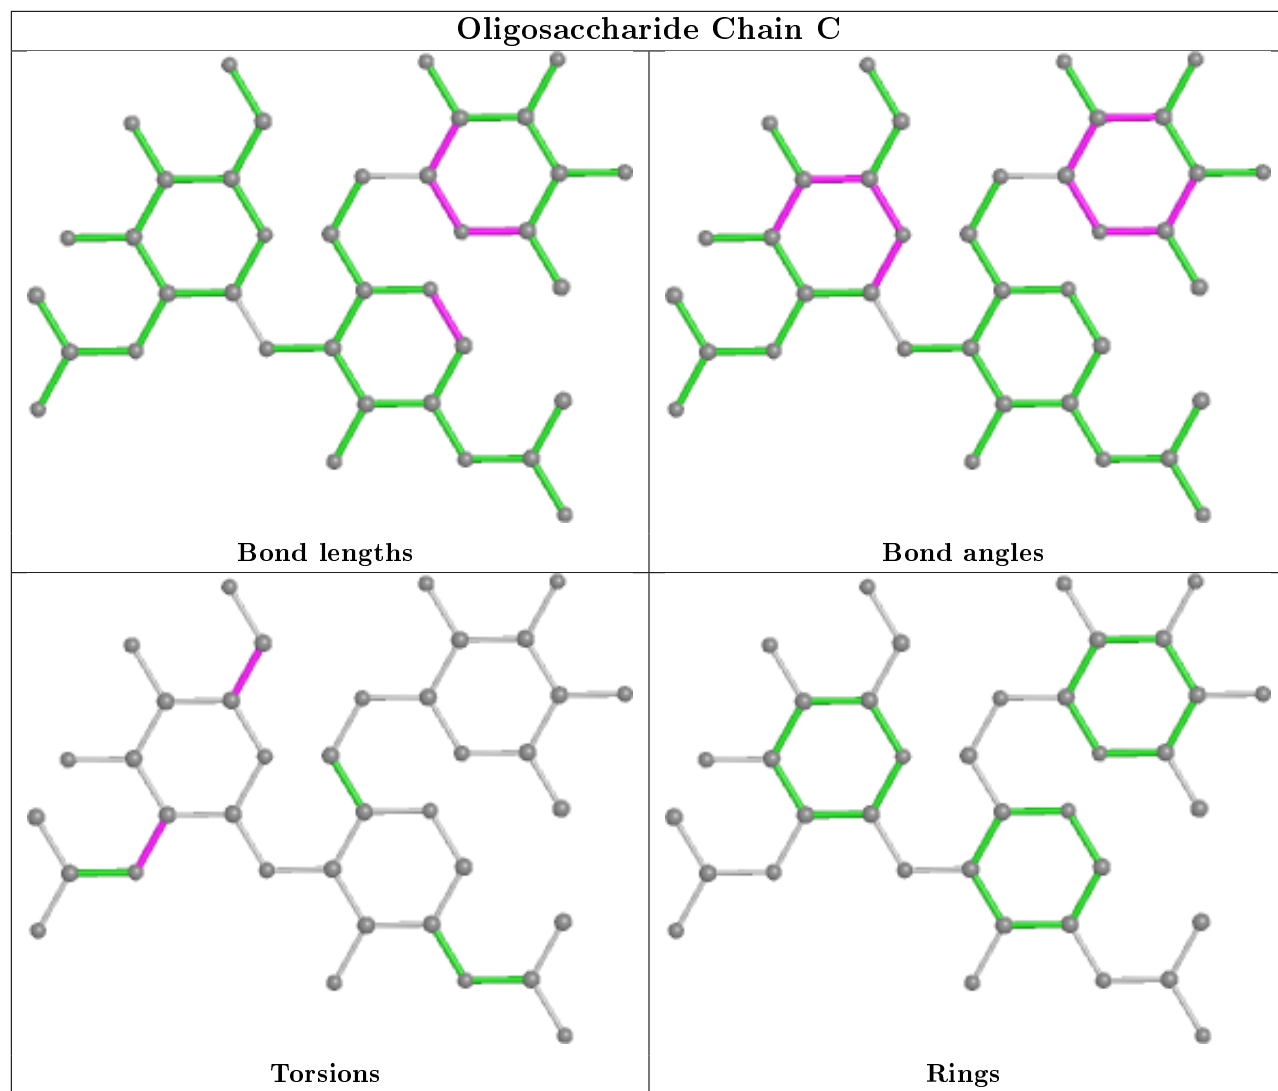 Oligosaccharide Chain C
Bond lengths
Bond angles
Torsions
Rings